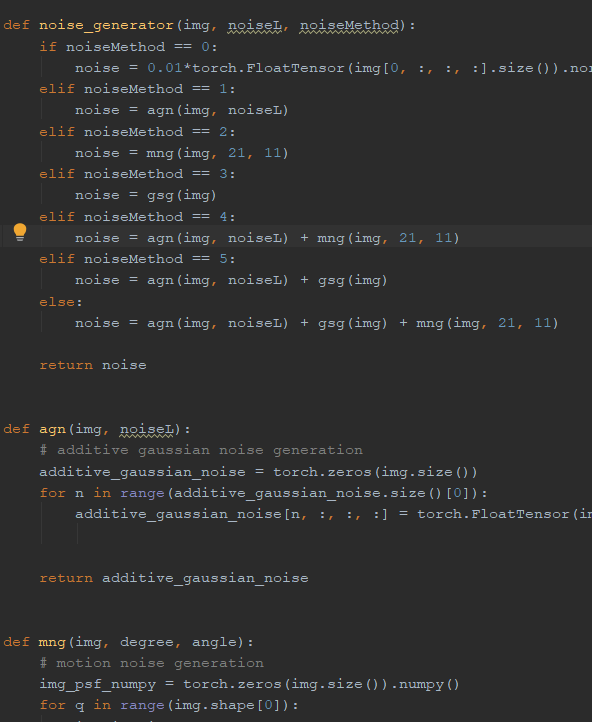 def noise_generator(img, noiseL, noiseMethod):
    if noiseMethod == 0:
        noise = 0.01*torch.FloatTensor(img[0, :, :, :].size()).nor
    elif noiseMethod == 1:
        noise = agn(img, noiseL)
    elif noiseMethod == 2:
        noise = mng(img, 21, 11)
    elif noiseMethod == 3:
        noise = gsg(img)
    elif noiseMethod == 4:
        noise = agn(img, noiseL) + mng(img, 21, 11)
    elif noiseMethod == 5:
        noise = agn(img, noiseL) + gsg(img)
    else:
        noise = agn(img, noiseL) + gsg(img) + mng(img, 21, 11)
    return noise
def agn(img, noiseL):
    # additive gaussian noise generation
    additive_gaussian_noise = torch.zeros(img.size())
    for n in range(additive_gaussian_noise.size()[0]):
        additive_gaussian_noise[n, :, :, :] = torch.FloatTensor(im
    return additive_gaussian_noise
def mng(img, degree, angle):
    # motion noise generation
    img_psf_numpy = torch.zeros(img.size()).numpy()
    for q in range(img.shape[0]):